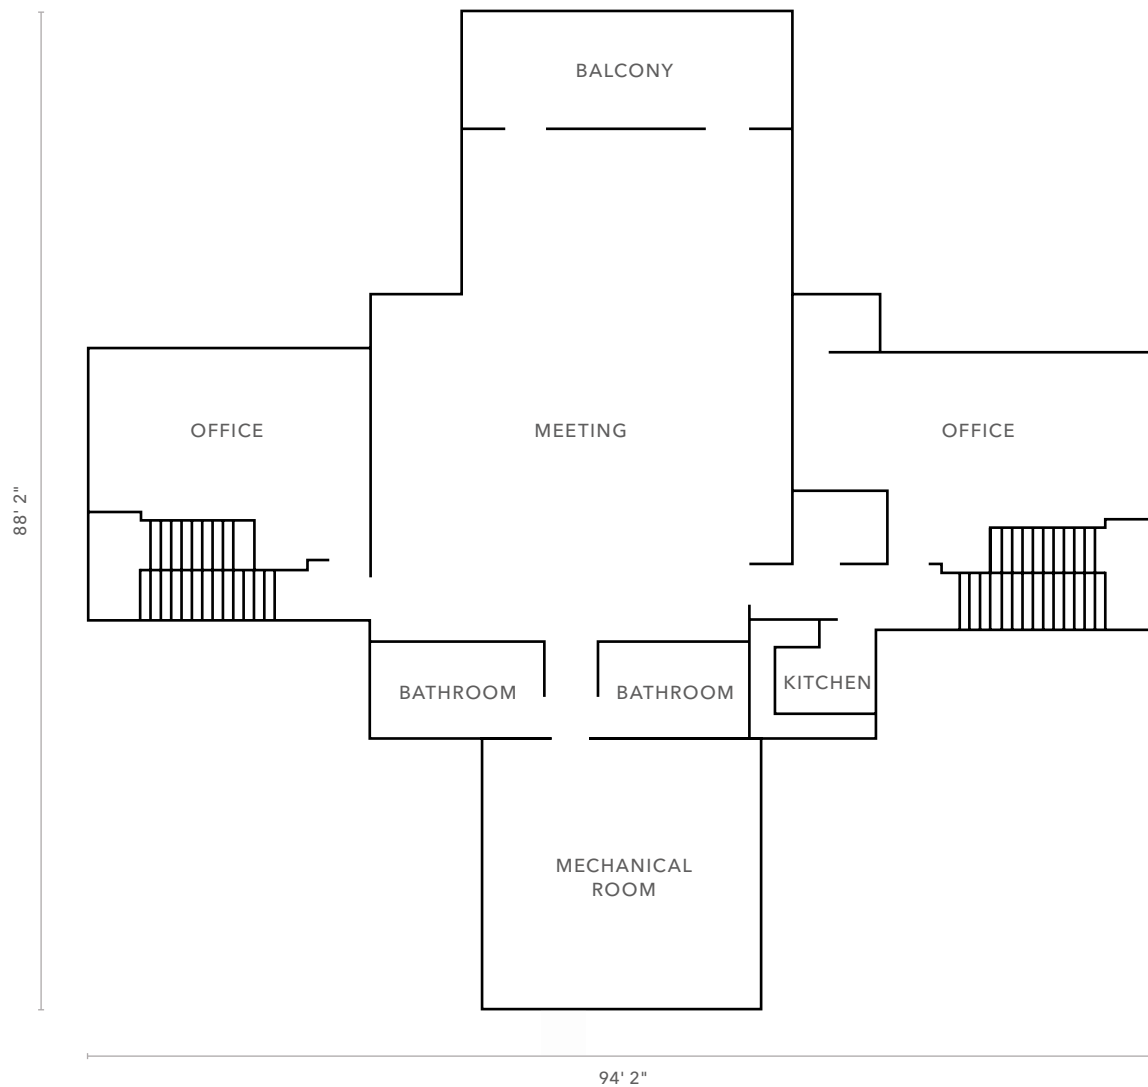 BALCONY
OFFICE
MEETING
OFFICE
88' 2"
BATHROOM
BATHROOM
KITCHEN
MECHANICAL
ROOM
94' 2"